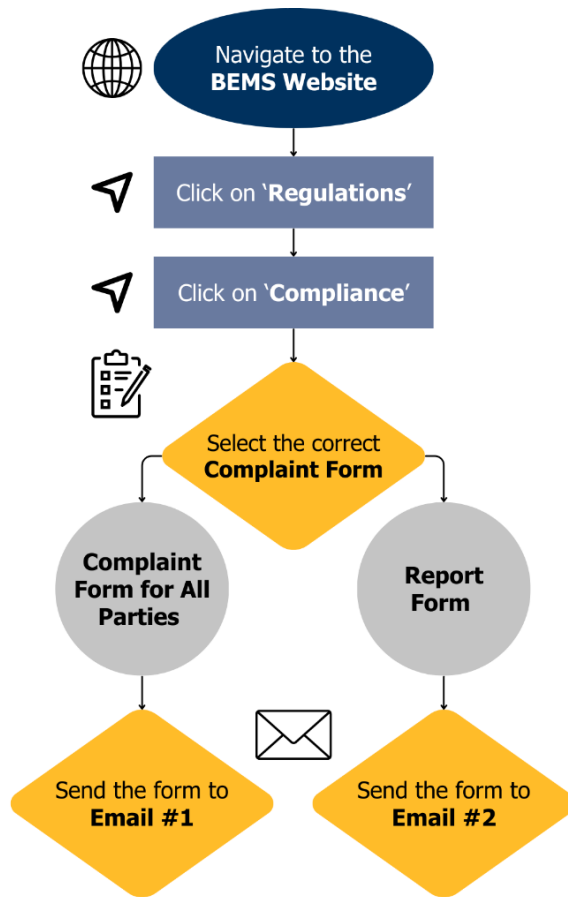 Navigate to the
BEMS Website
Click on ‘Regulations’
Click on ‘Compliance’
Select the correct
Complaint Form
Complaint
Form for All
Parties
Report
Form
Send the form to
Email #1
Send the form to
Email #2